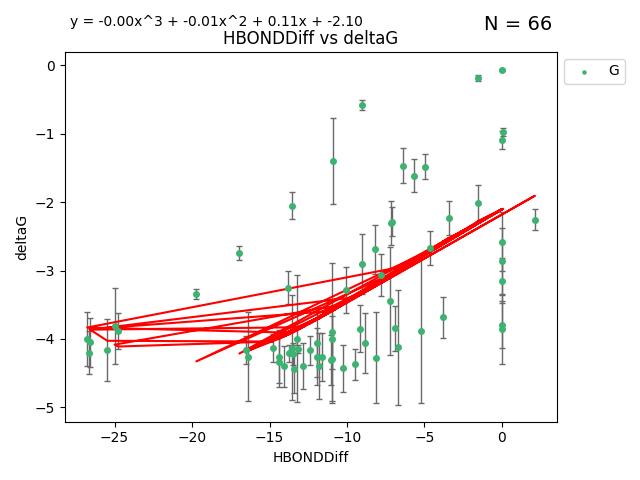 y = -0.00x^3 + -0.01x^2 + 0.11x + -2.10
N = 66
HBONDDiff vs deltaG
G
0
−1
−2
−3
−4
−5
deltaG
−25 −20 −15 −10 −5 0
HBONDDiff